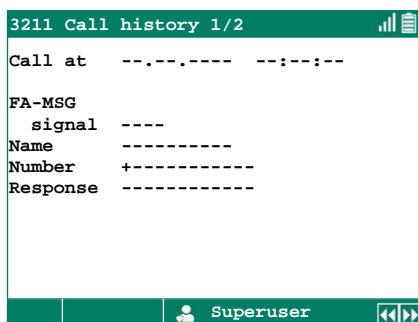 3211 Call history 1/2
Call at --.--.---- --:--:--
FA-MSG
signal ----
Name ----------
Number +-----------
Response ------------
Superuser